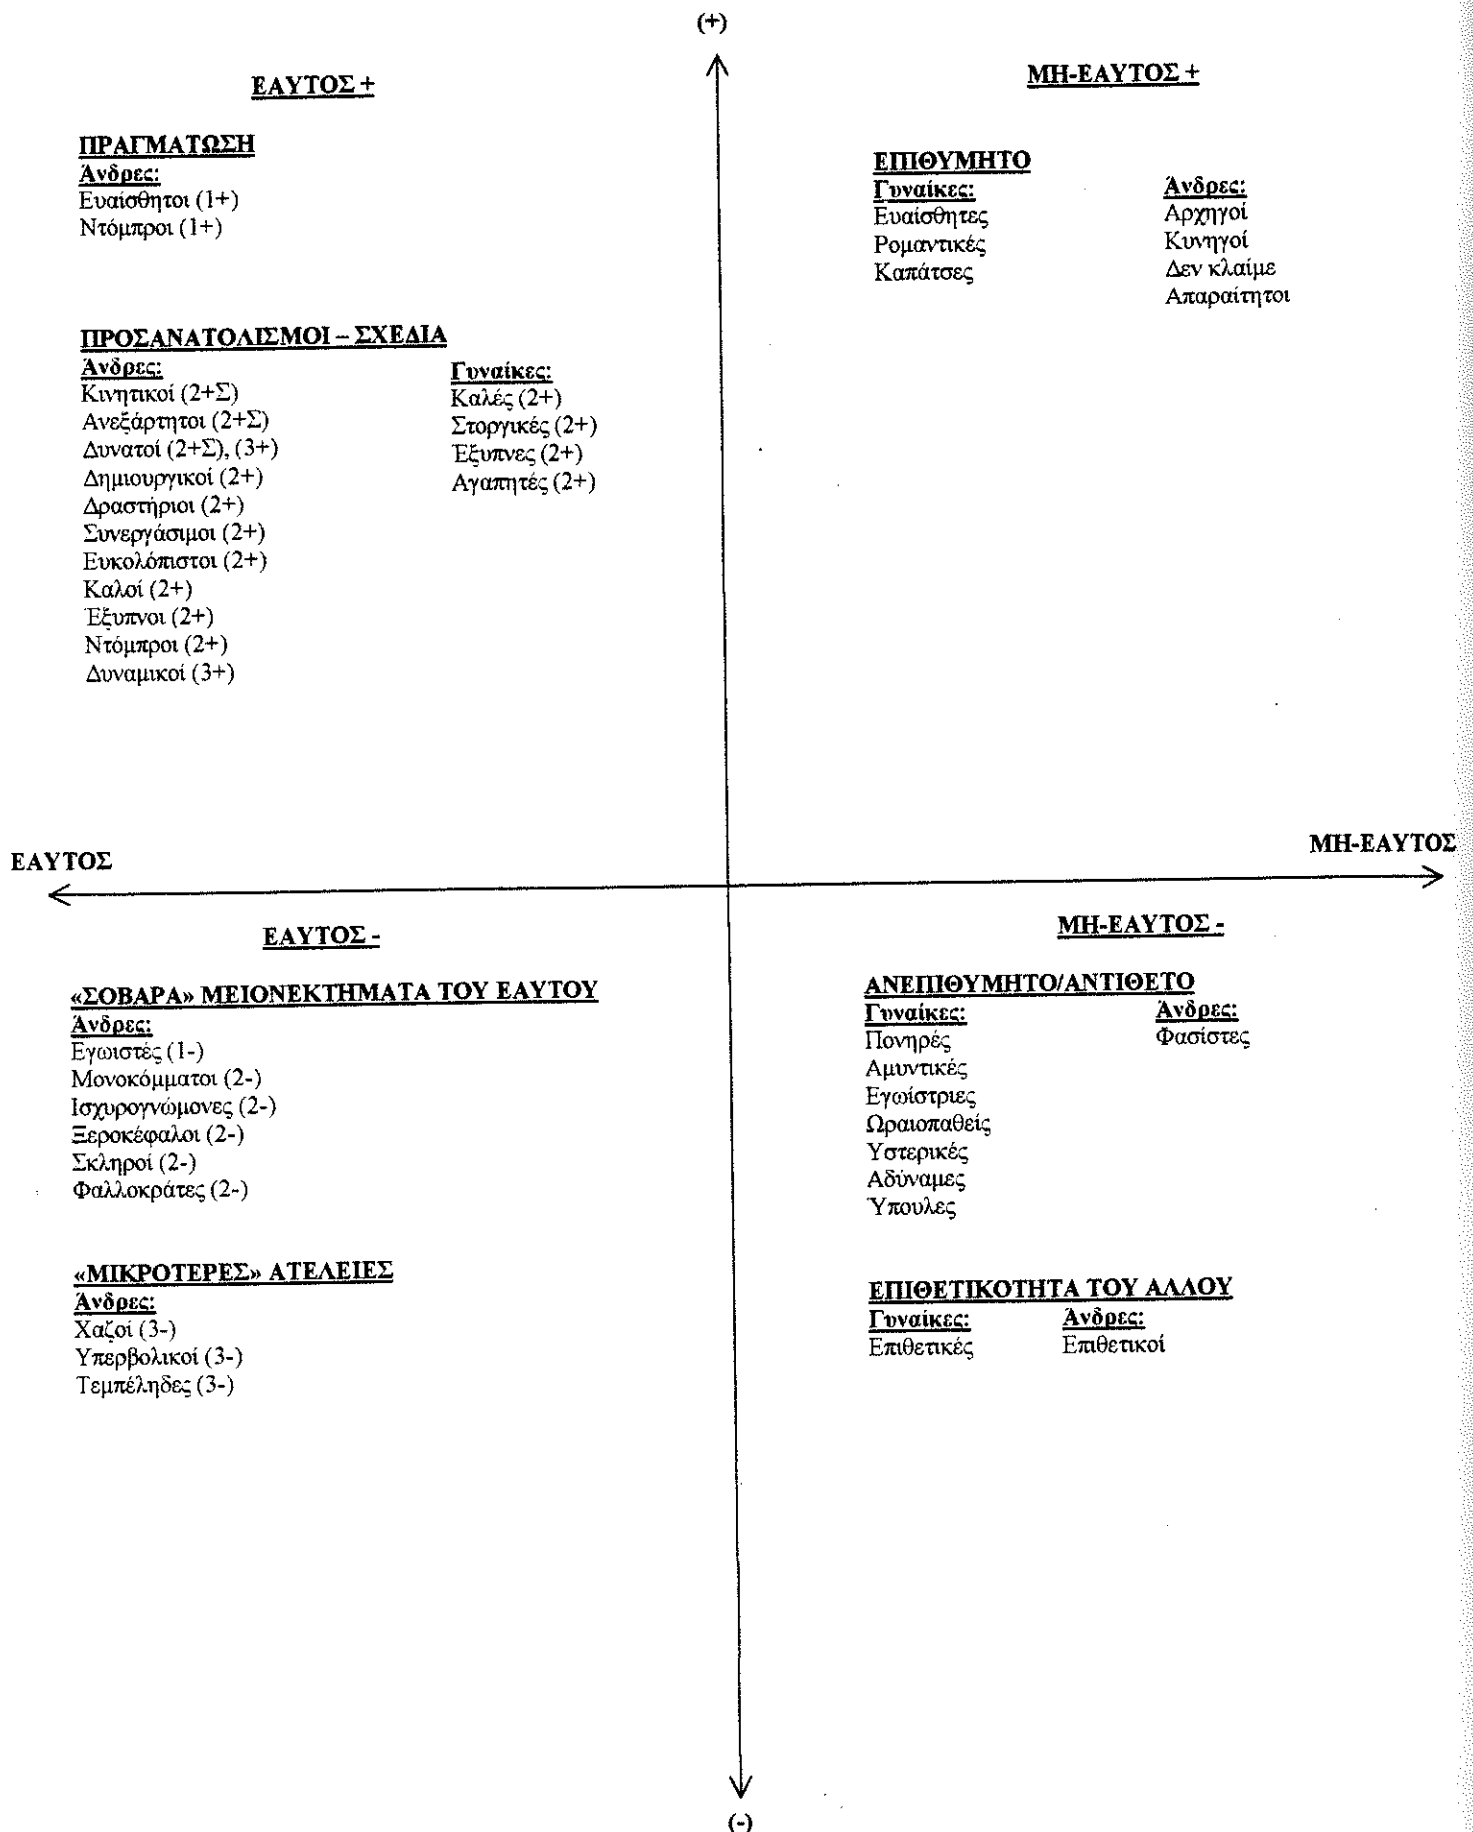 (+)
ΕΑΥΤΟΣ +
ΠΡΑΓΜΑΤΩΣΗ
Άνδρες:
Ευαίσθητοι (1+)
Ντόμπροι (1+)
ΠΡΟΣΑΝΑΤΟΛΙΣΜΟΙ – ΣΧΕΔΙΑ
Άνδρες:
Κινητικοί (2+Σ)
Ανεξάρτητοι (2+Σ)
Δυνατοί (2+Σ), (3+)
Δημιουργικοί (2+)
Δραστήριοι (2+)
Συνεργάσιμοι (2+)
Ευκολόπιστοι (2+)
Καλοί (2+)
Έξυπνοι (2+)
Ντόμπροι (2+)
Δυναμικοί (3+)
Γυναίκες:
Καλές (2+)
Στοργικές (2+)
Έξυπνες (2+)
Αγαπητές (2+)
ΜΗ-ΕΑΥΤΟΣ +
ΕΠΙΘΥΜΗΤΟ
Γυναίκες:
Ευαίσθητες
Ρομαντικές
Καπάτσες
Άνδρες:
Αρχηγοί
Κυνηγοί
Δεν κλαίμε
Απαραίτητοι
ΕΑΥΤΟΣ
ΜΗ-ΕΑΥΤΟΣ
ΕΑΥΤΟΣ -
«ΣΟΒΑΡΑ» ΜΕΙΟΝΕΚΤΗΜΑΤΑ ΤΟΥ ΕΑΥΤΟΥ
Άνδρες:
Εγωιστές (1-)
Μονοκόμματοι (2-)
Ισχυρογνώμονες (2-)
Ξεροκέφαλοι (2-)
Σκληροί (2-)
Φαλλοκράτες (2-)
«ΜΙΚΡΟΤΕΡΕΣ» ΑΤΕΛΕΙΕΣ
Άνδρες:
Χαζοί (3-)
Υπερβολικοί (3-)
Τεμπέληδες (3-)
ΜΗ-ΕΑΥΤΟΣ -
ΑΝΕΠΙΘΥΜΗΤΟ/ΑΝΤΙΘΕΤΟ
Γυναίκες:
Πονηρές
Αμυντικές
Εγωίστριες
Ωραιοπαθείς
Υστερικές
Αδύναμες
Ύπουλες
Άνδρες:
Φασίστες
ΕΠΙΘΕΤΙΚΟΤΗΤΑ ΤΟΥ ΑΛΛΟΥ
Γυναίκες:
Επιθετικές
Άνδρες:
Επιθετικοί
(-)